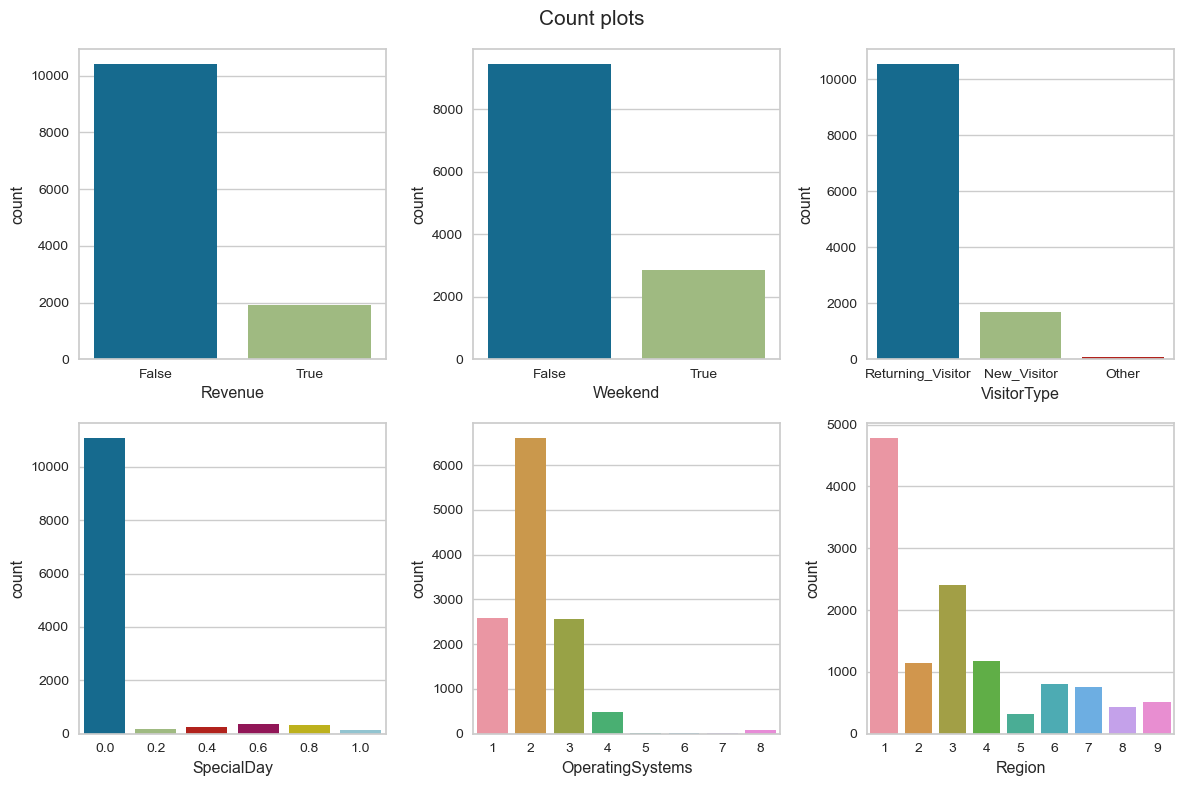 Count plots
10000
8000
6000
4000
2000
0
count
False True
Revenue
8000
6000
4000
2000
0
count
False True
Weekend
10000
8000
6000
4000
2000
0
count
Returning_Visitor New_Visitor Other
VisitorType
10000
8000
6000
4000
2000
0
count
0.0 0.2 0.4 0.6 0.8 1.0
SpecialDay
6000
5000
4000
3000
2000
1000
0
count
1 2 3 4 5 6 7 8
OperatingSystems
5000
4000
3000
2000
1000
0
count
1 2 3 4 5 6 7 8 9
Region